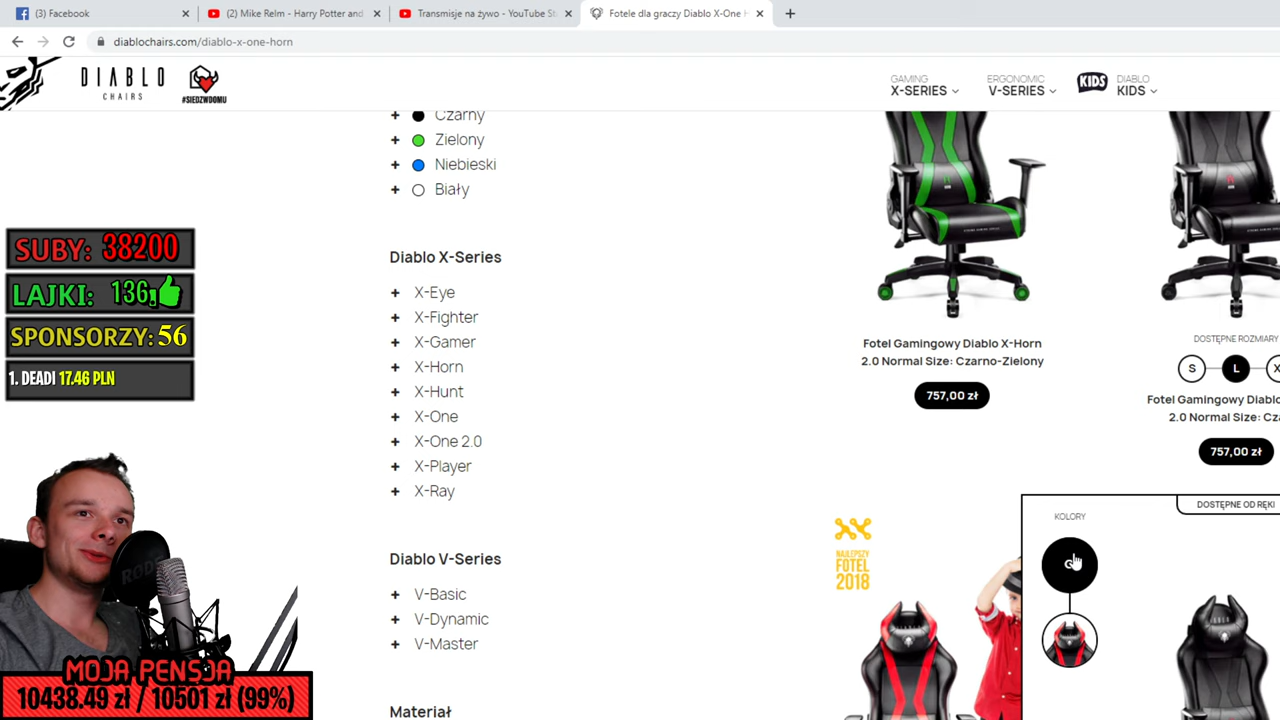 (3) Facebook
(2) Mike Relm - Harry Potter and
Transmisje na żywo - YouTube St
Fotele dla graczy Diablo X-One H
diablochairs.com/diablo-x-one-horn
DIABLO
CHAIRS
#SIEDZWDOMU
GAMING
X-SERIES
ERGONOMIC
V-SERIES
KIDS
DIABLO
KIDS
Czarny
Zielony
Niebieski
Biały
Diablo X-Series
X-Eye
X-Fighter
X-Gamer
X-Horn
X-Hunt
X-One
X-One 2.0
X-Player
X-Ray
Diablo V-Series
V-Basic
V-Dynamic
V-Master
Materiał
Fotel Gamingowy Diablo X-Horn
2.0 Normal Size: Czarno-Zielony
757,00 zł
DOSTĘPNE ROZMIARY
S
L
X
Fotel Gamingowy Diablo
2.0 Normal Size: Cza
757,00 zł
NAJLEPSZY
FOTEL
2018
KOLORY
DOSTĘPNE OD RĘKI
SUBY: 38200
LAJKI: 136
SPONSORZY: 56
1. DEADI 17.46 PLN
RØDE
MOJA PENSJA
10438.49 zł / 10501 zł (99%)